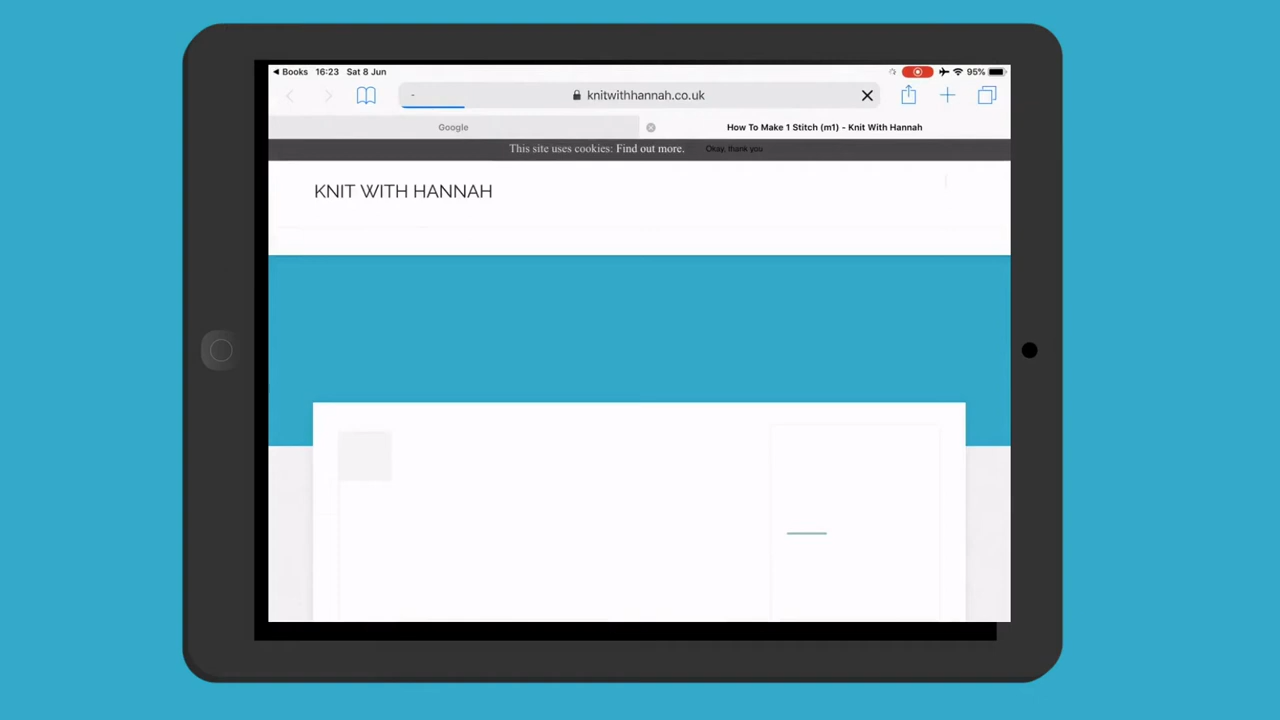 Books 16:23 Sat 8 Jun 95%
knitwithhannah.co.uk
Google How To Make 1 Stitch (m1) - Knit With Hannah
This site uses cookies: Find out more. Okay, thank you
KNIT WITH HANNAH